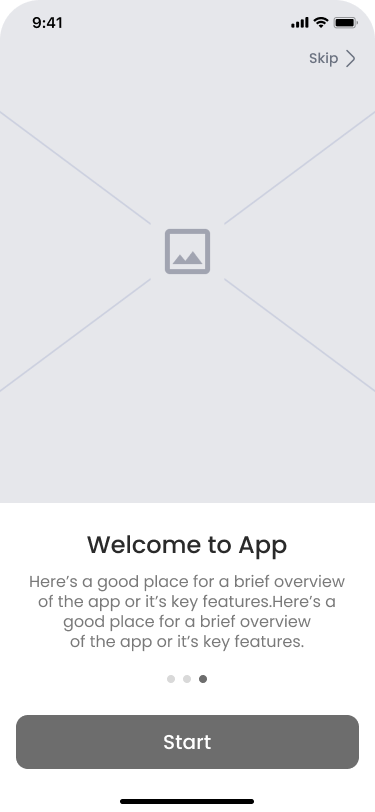 9:41
Skip
Welcome to App
Here’s a good place for a brief overview
of the app or it’s key features.Here’s a
good place for a brief overview
of the app or it’s key features.
Start